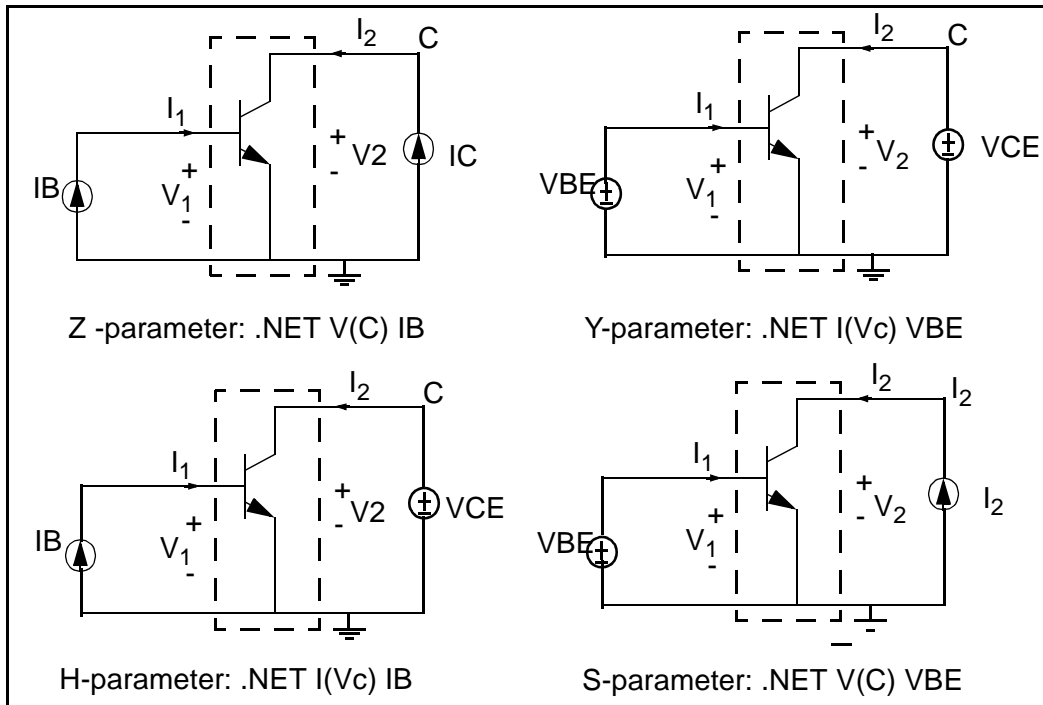 I2 C
I1
+
V1
-
+
V2
-
IB
IC
Z -parameter: .NET V(C) IB
I2 C
I1
+
V1
-
+
V2
-
VBE
VCE
Y-parameter: .NET I(Vc) VBE
I2 C
I1
+
V1
-
+
V2
-
IB
VCE
H-parameter: .NET I(Vc) IB
I2 I2
I1
+
V1
-
+
V2
-
VBE
I2
S-parameter: .NET V(C) VBE